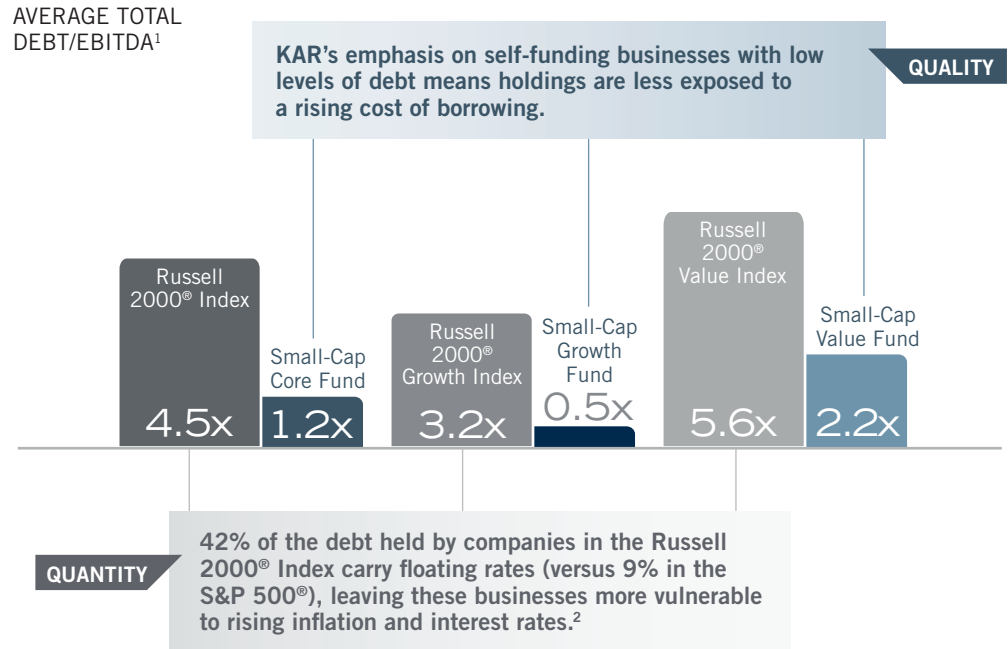 AVERAGE TOTAL
DEBT/EBITDA¹
KAR’s emphasis on self-funding businesses with low
levels of debt means holdings are less exposed to
a rising cost of borrowing.
QUALITY
Russell
2000® Index
4.5x
Small-Cap
Core Fund
1.2x
Russell
2000®
Growth Index
3.2x
Small-Cap
Growth
Fund
0.5x
Russell
2000®
Value Index
5.6x
Small-Cap
Value Fund
2.2x
QUANTITY
42% of the debt held by companies in the Russell
2000® Index carry floating rates (versus 9% in the
S&P 500®), leaving these businesses more vulnerable
to rising inflation and interest rates.²